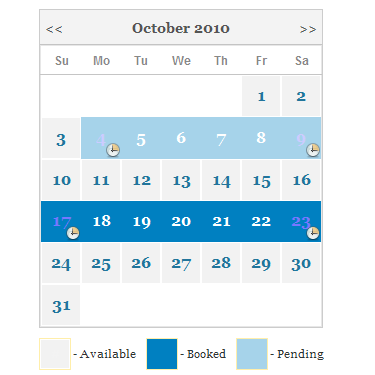 << October 2010 >>
Su Mo Tu We Th Fr Sa
1 2
3 4 5 6 7 8 9
10 11 12 13 14 15 16
17 18 19 20 21 22 23
24 25 26 27 28 29 30
31
- Available - Booked - Pending